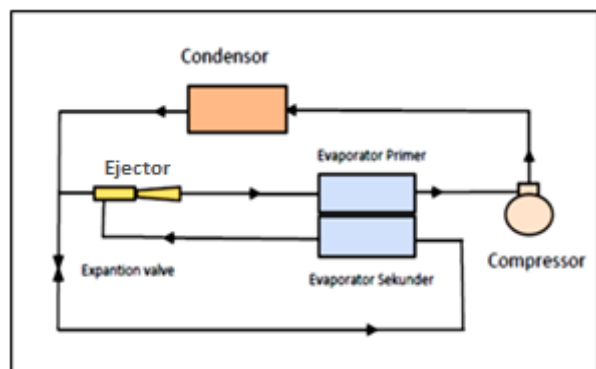 Condensor
Ejector
Evaporator Primer
Compressor
Expantion valve
Evaporator Sekunder